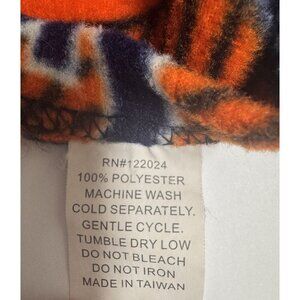 RN#122024
100% POLYESTER
MACHINE WASH
COLD SEPARATELY.
GENTLE CYCLE.
TUMBLE DRY LOW
DO NOT BLEACH
DO NOT IRON
MADE IN TAIWAN